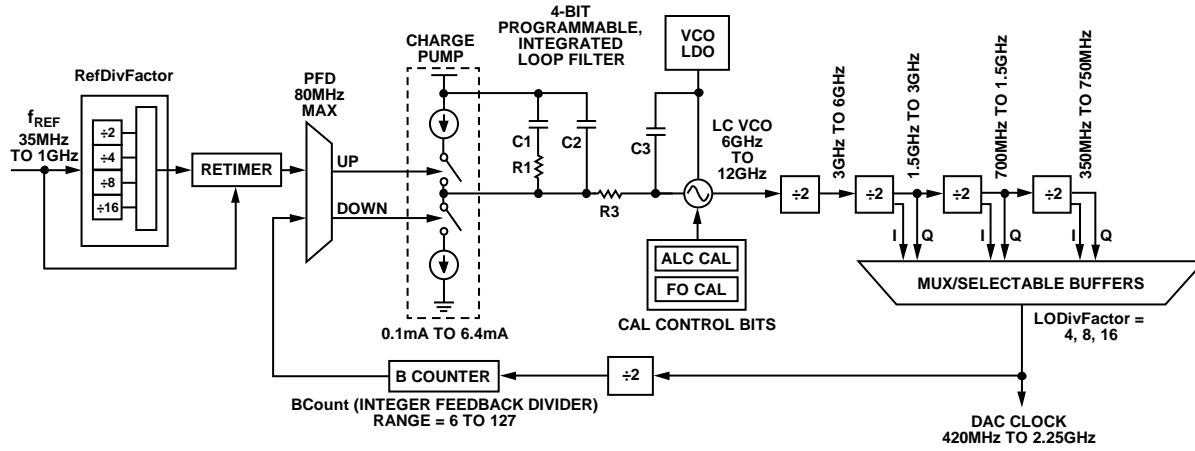 RefDivFactor
fREF
35MHz
TO 1GHz
÷2
÷4
÷8
÷16
RETIMER
PFD
80MHz
MAX
UP
DOWN
CHARGE
PUMP
0.1mA TO 6.4mA
4-BIT
PROGRAMMABLE,
INTEGRATED
LOOP FILTER
C1
R1
C2
R3
C3
VCO
LDO
LC VCO
6GHz
TO
12GHz
ALC CAL
FO CAL
CAL CONTROL BITS
÷2
3GHz TO 6GHz
÷2
1.5GHz TO 3GHz
÷2
700MHz TO 1.5GHz
÷2
350MHz TO 750MHz
I
Q
I
Q
I
Q
MUX/SELECTABLE BUFFERS
LODivFactor =
4, 8, 16
B COUNTER
÷2
BCount (INTEGER FEEDBACK DIVIDER)
RANGE = 6 TO 127
DAC CLOCK
420MHz TO 2.25GHz